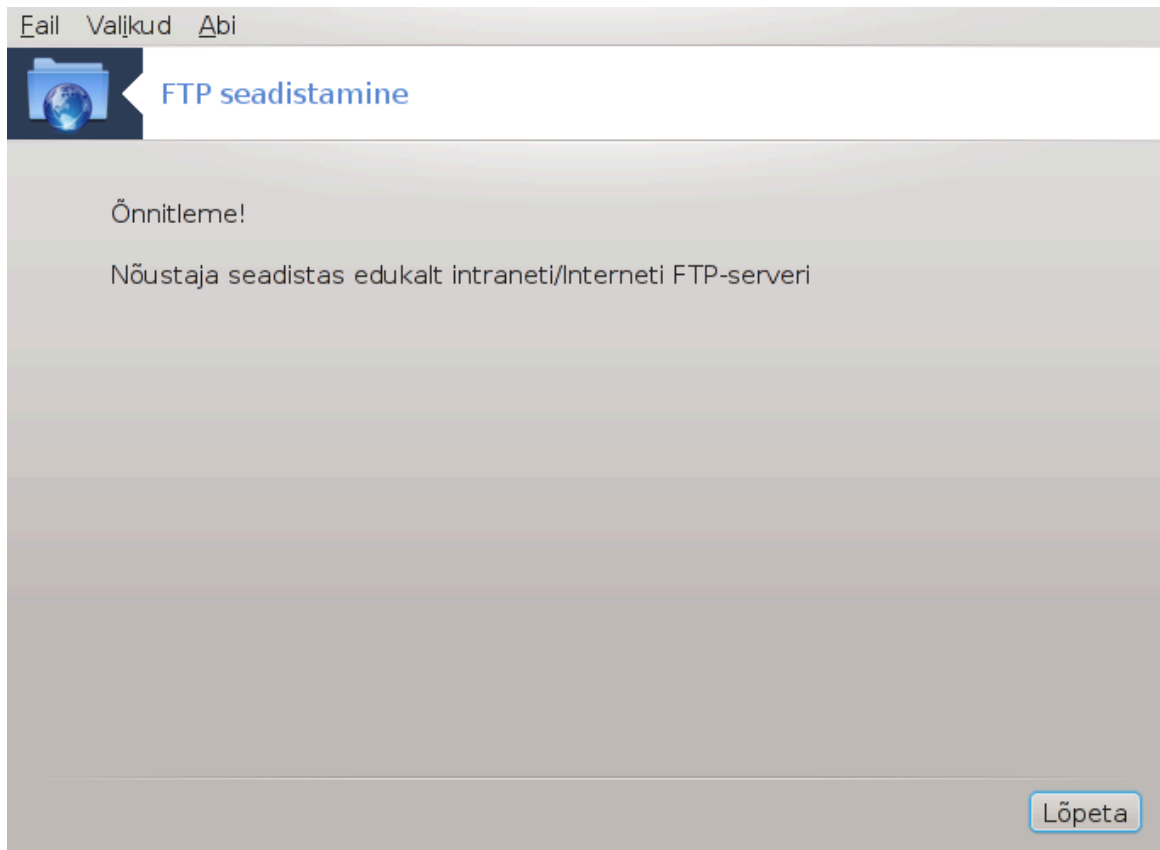 Fail Valikud Abi
FTP seadistamine
Õnnitleme!
Nõustaja seadistas edukalt intraneti/Interneti FTP-serveri
Lõpeta